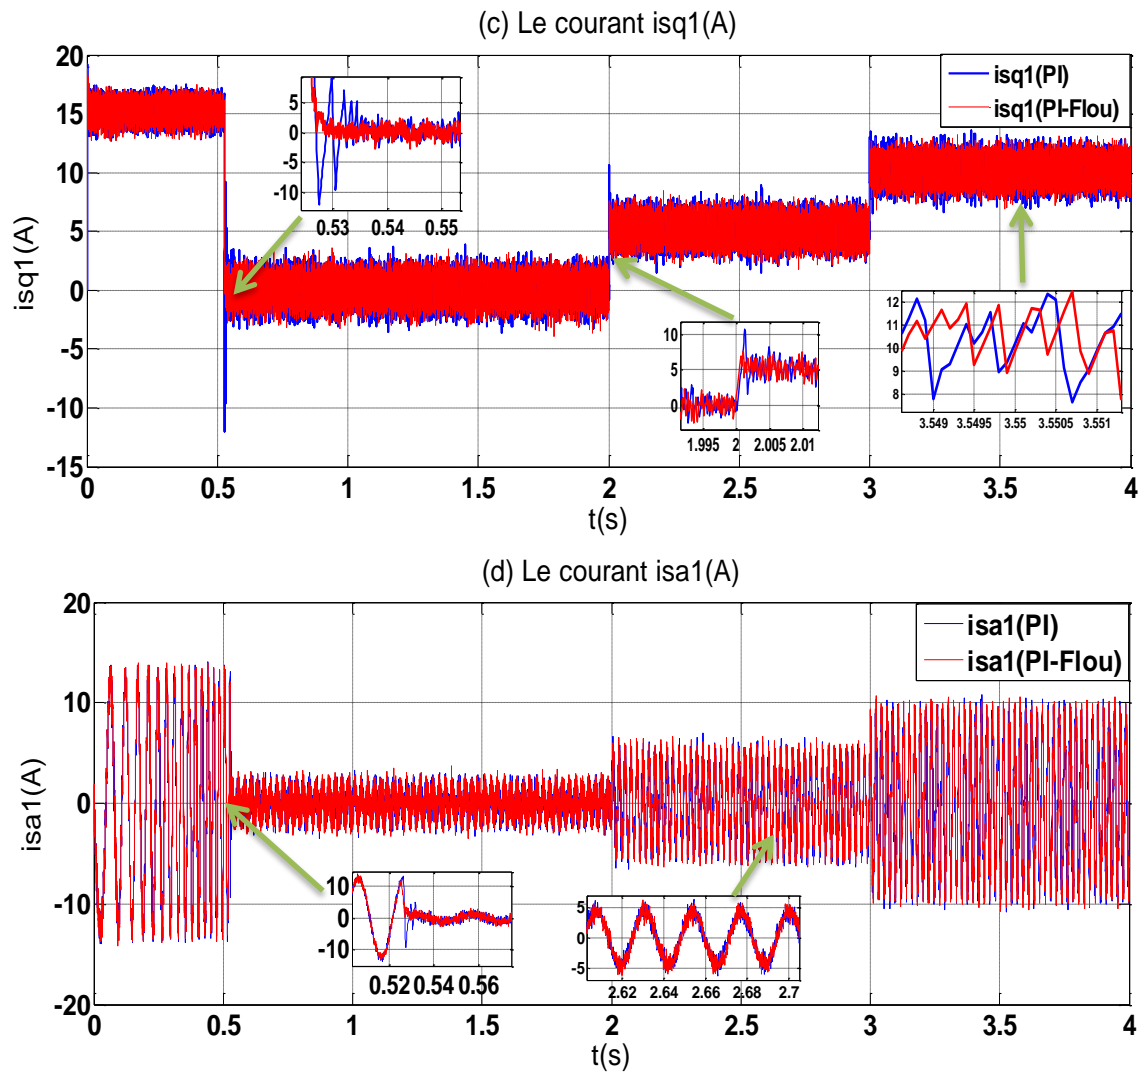 (c) Le courant isq1(A)
isq1(A)
20
15
10
5
0
-5
-10
-15
isq1(PI)
isq1(PI-Flou)
5
0
-5
-10
0.53 0.54 0.55
10
5
0
1.995 2 2.005 2.01
12
11
10
9
8
3.549 3.5495 3.55 3.5505 3.551
0 0.5 1 1.5 2 2.5 3 3.5 4
t(s)
(d) Le courant isa1(A)
isa1(A)
20
10
0
-10
-20
isa1(PI)
isa1(PI-Flou)
10
0
-10
0.52 0.54 0.56
5
0
-5
2.62 2.64 2.66 2.68 2.7
0 0.5 1 1.5 2 2.5 3 3.5 4
t(s)